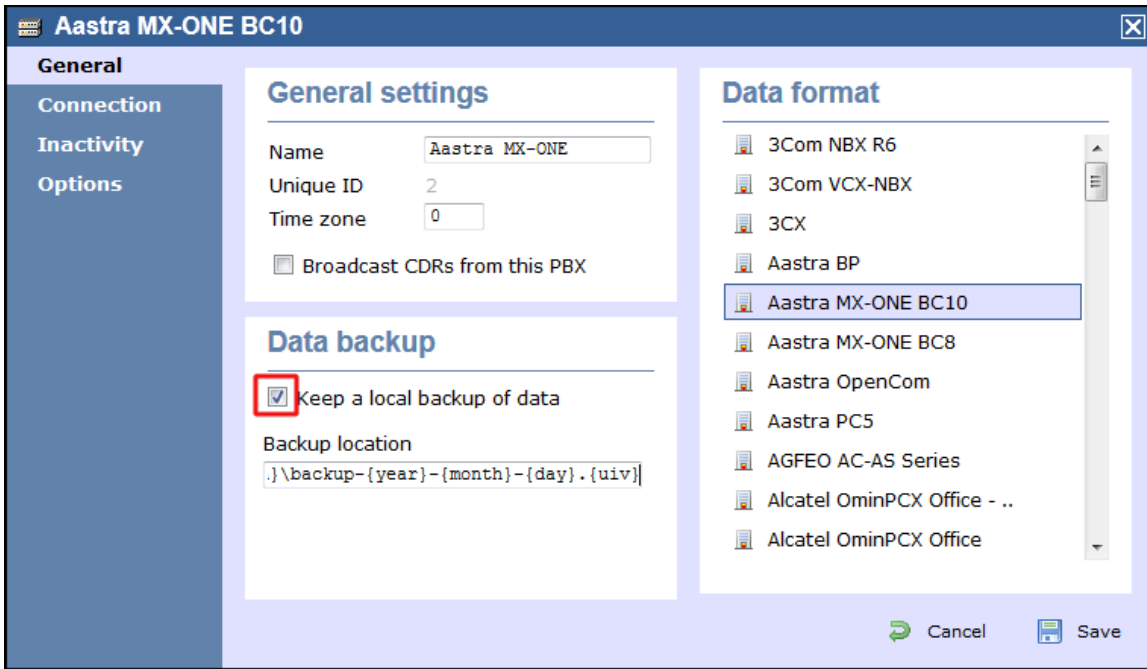 Aastra MX-ONE BC10
General
Connection
Inactivity
Options
General settings
Name Aastra MX-ONE
Unique ID 2
Time zone 0
Broadcast CDRs from this PBX
Data backup
Keep a local backup of data
Backup location
.}\backup-{year}-{month}-{day}.{uiv}
Data format
3Com NBX R6
3Com VCX-NBX
3CX
Aastra BP
Aastra MX-ONE BC10
Aastra MX-ONE BC8
Aastra OpenCom
Aastra PC5
AGFEO AC-AS Series
Alcatel OminPCX Office - ..
Alcatel OminPCX Office
Cancel Save